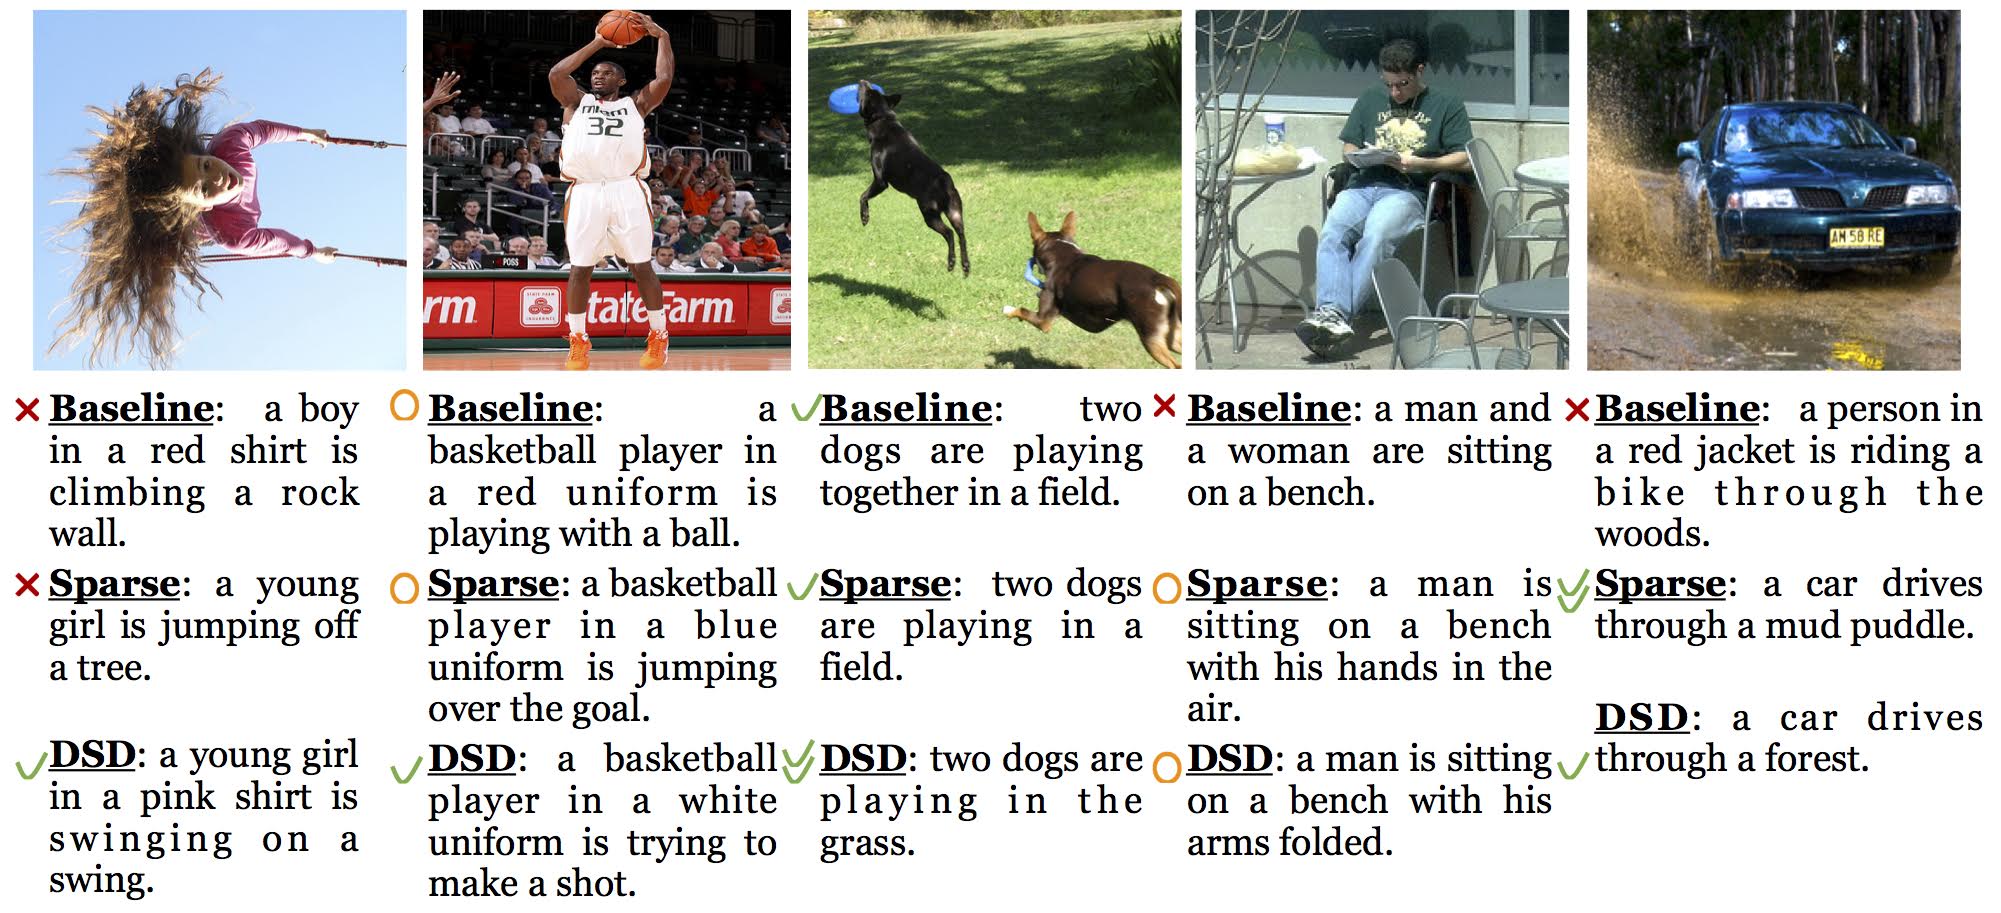 miam
32
POSS
rm.
STATE FARM
INSURANCE
StateFarm
AM 58 RE
Baseline: a boy
in a red shirt is
climbing a rock
wall.
Sparse: a young
girl is jumping off
a tree.
DSD: a young girl
in a pink shirt is
swinging on a
swing.
Baseline: a
basketball player in
a red uniform is
playing with a ball.
Sparse: a basketball
player in a blue
uniform is jumping
over the goal.
DSD: a basketball
player in a white
uniform is trying to
make a shot.
Baseline: two
dogs are playing
together in a field.
Sparse: two dogs
are playing in a
field.
DSD: two dogs are
playing in the
grass.
Baseline: a man and
a woman are sitting
on a bench.
Sparse: a man is
sitting on a bench
with his hands in the
air.
DSD: a man is sitting
on a bench with his
arms folded.
Baseline: a person in
a red jacket is riding a
bike through the
woods.
Sparse: a car drives
through a mud puddle.
DSD: a car drives
through a forest.